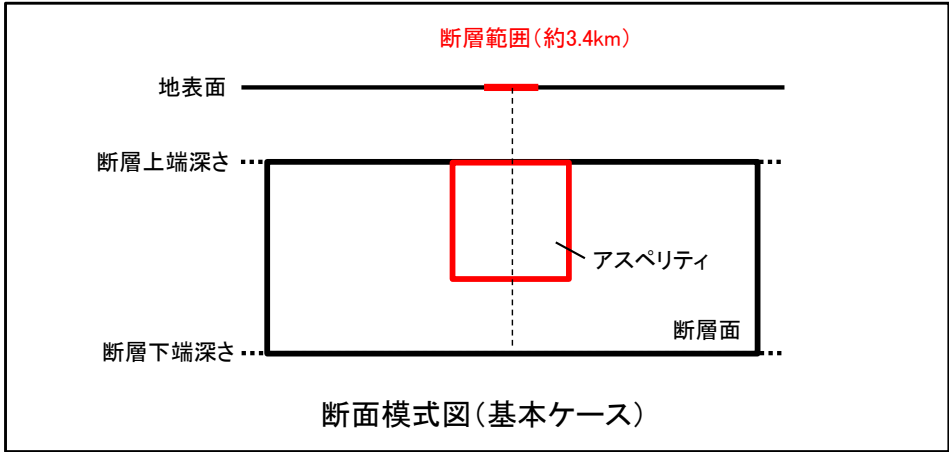 断層範囲(約3.4km)
地表面
断層上端深さ
アスペリティ
断層面
断層下端深さ
断面模式図(基本ケース)